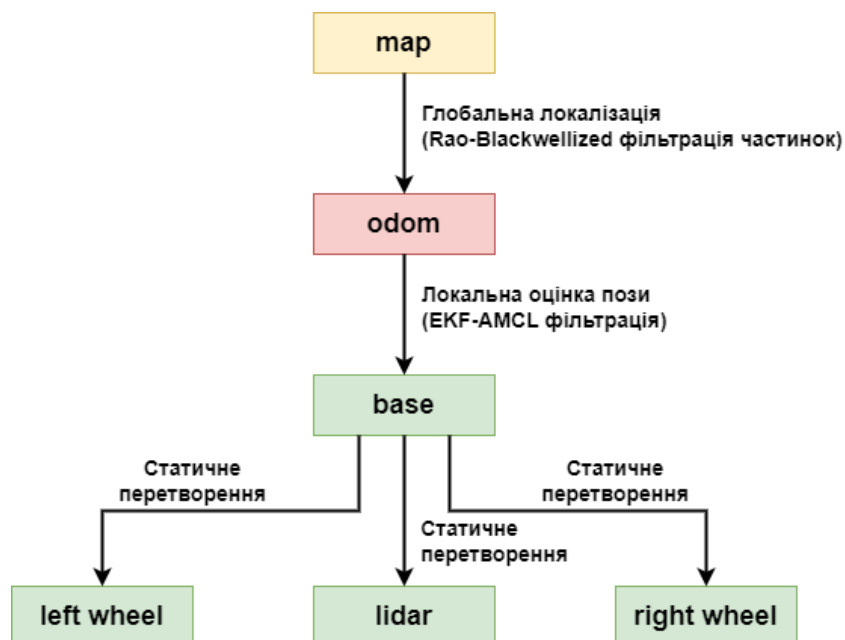 map
Глобальна локалізація
(Rao-Blackwellized фільтрація частинок)
odom
Локальна оцінка пози
(EKF-AMCL фільтрація)
base
Статичне
перетворення
Статичне
перетворення
Статичне
перетворення
left wheel
lidar
right wheel